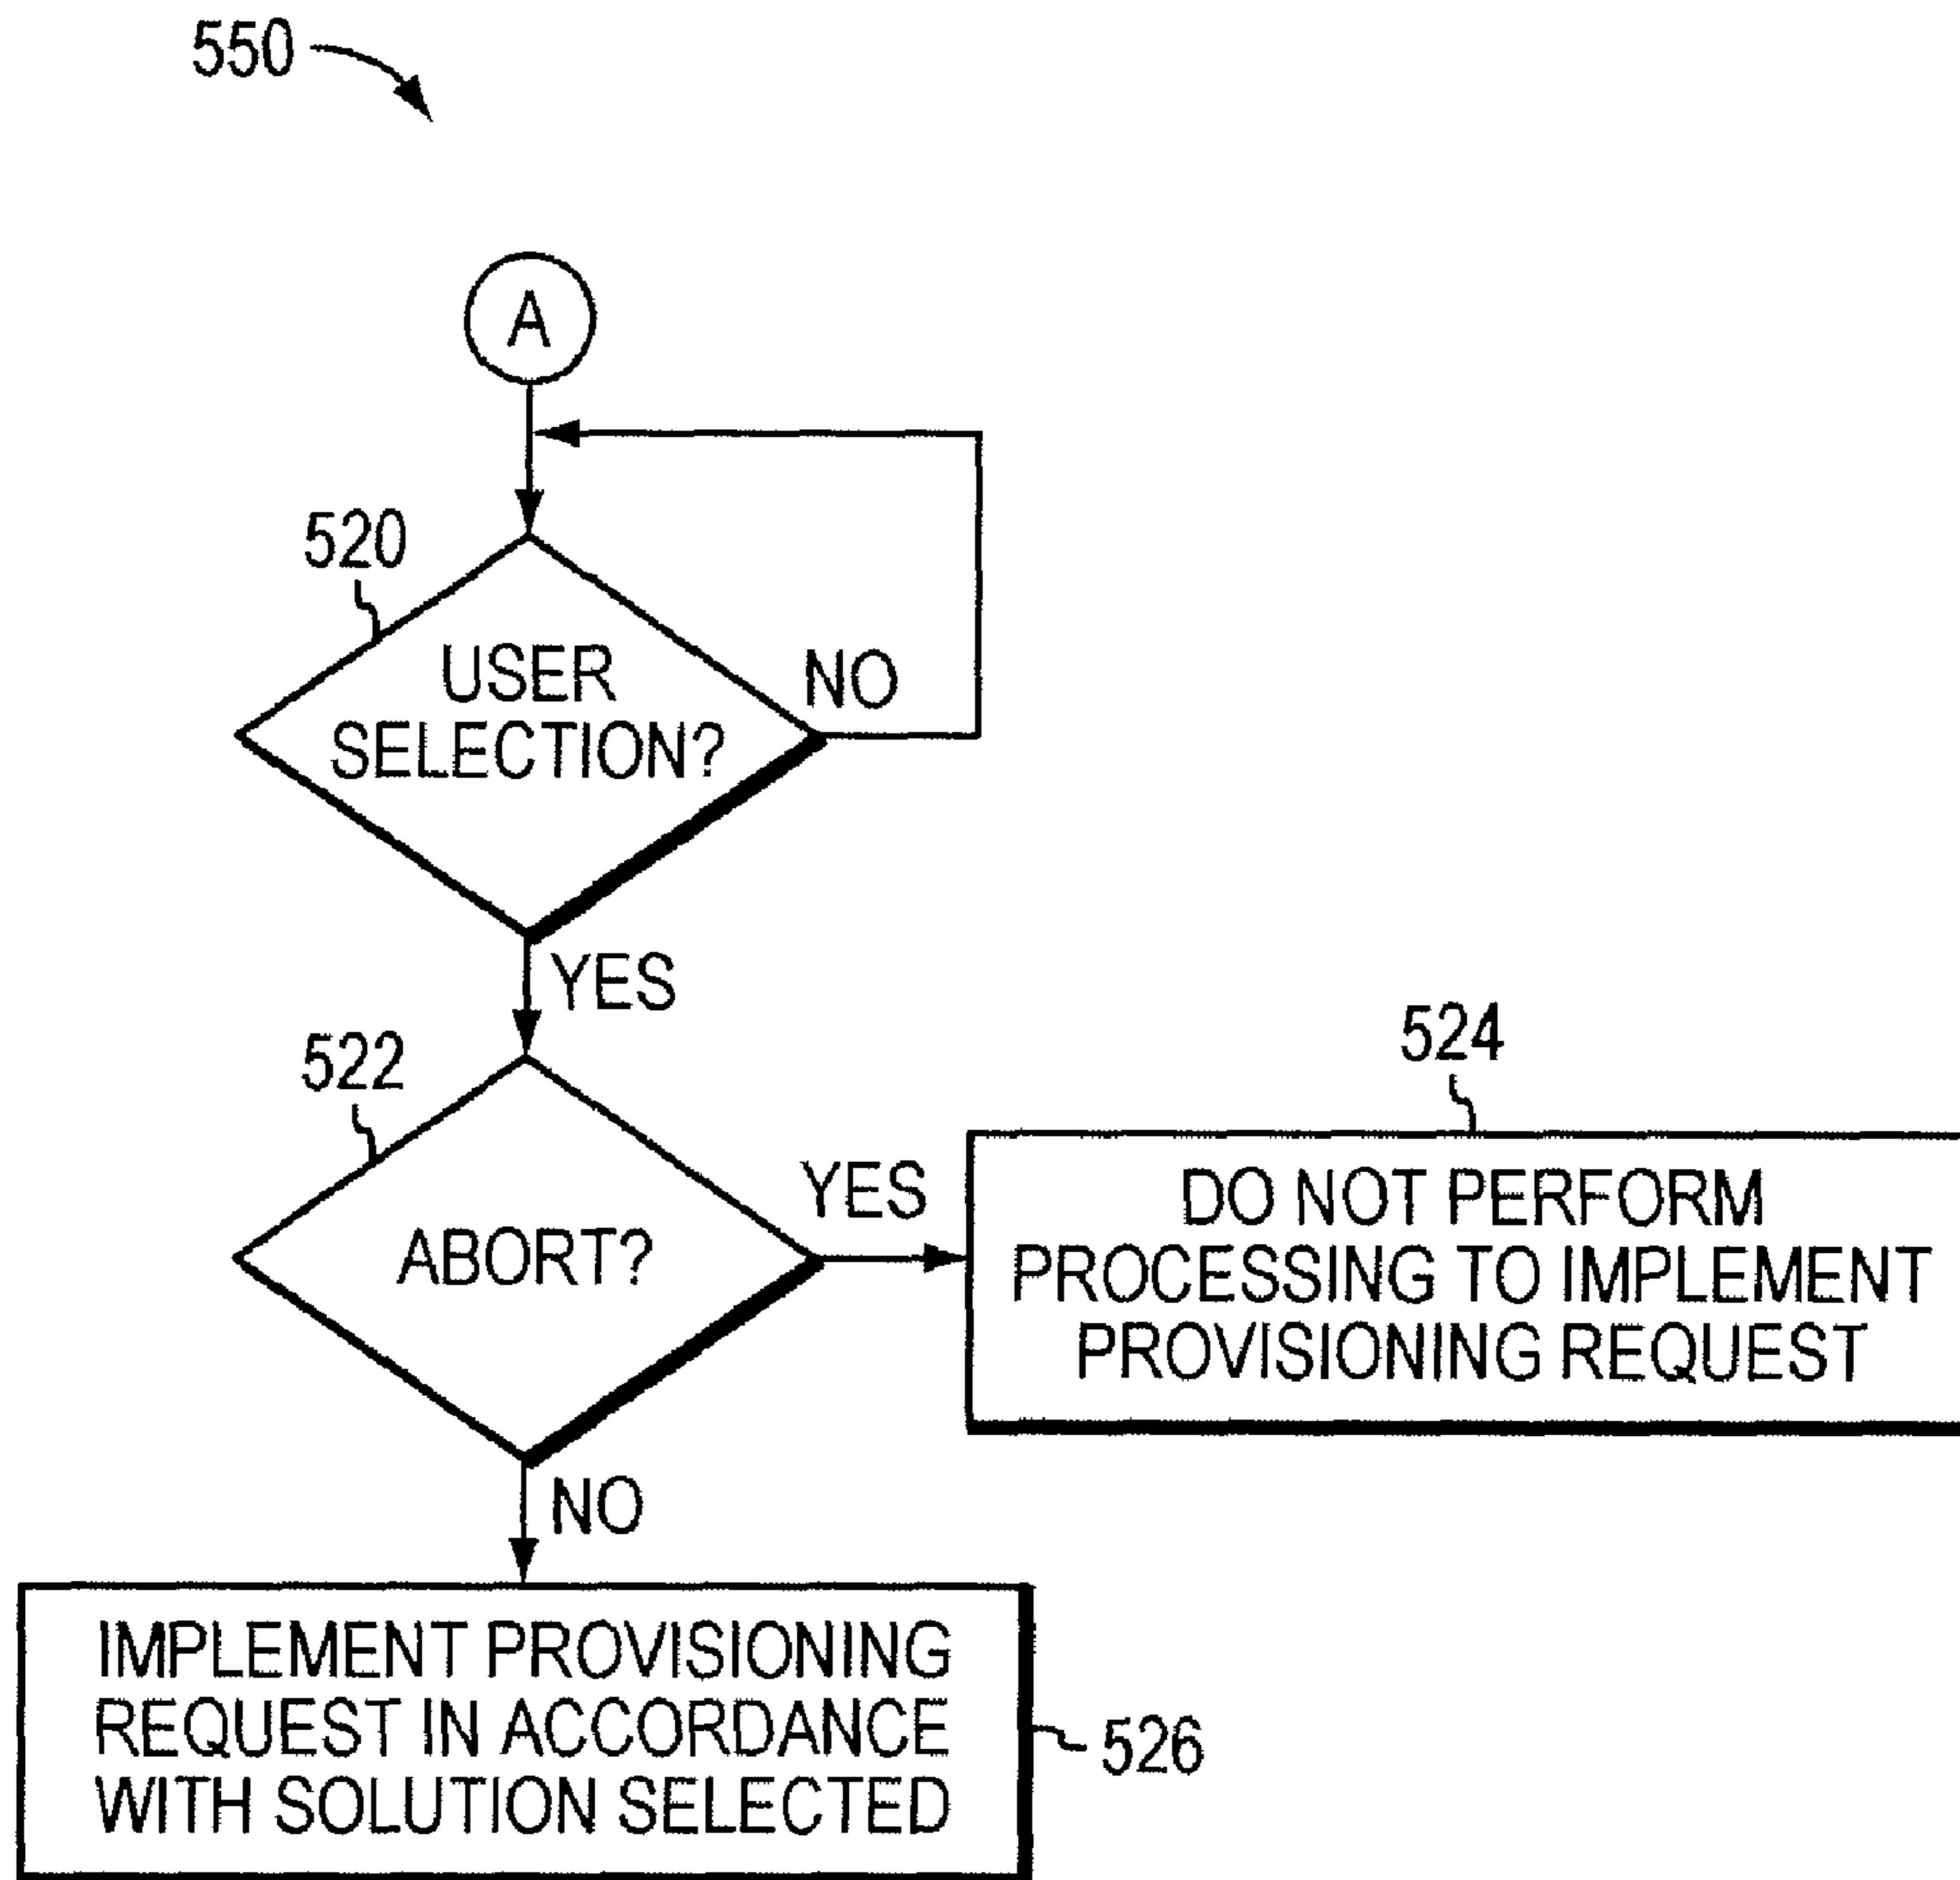 550
A
520
USER
SELECTION?
NO
YES
522
ABORT?
YES
524
DO NOT PERFORM
PROCESSING TO IMPLEMENT
PROVISIONING REQUEST
NO
IMPLEMENT PROVISIONING
REQUEST IN ACCORDANCE
WITH SOLUTION SELECTED
526